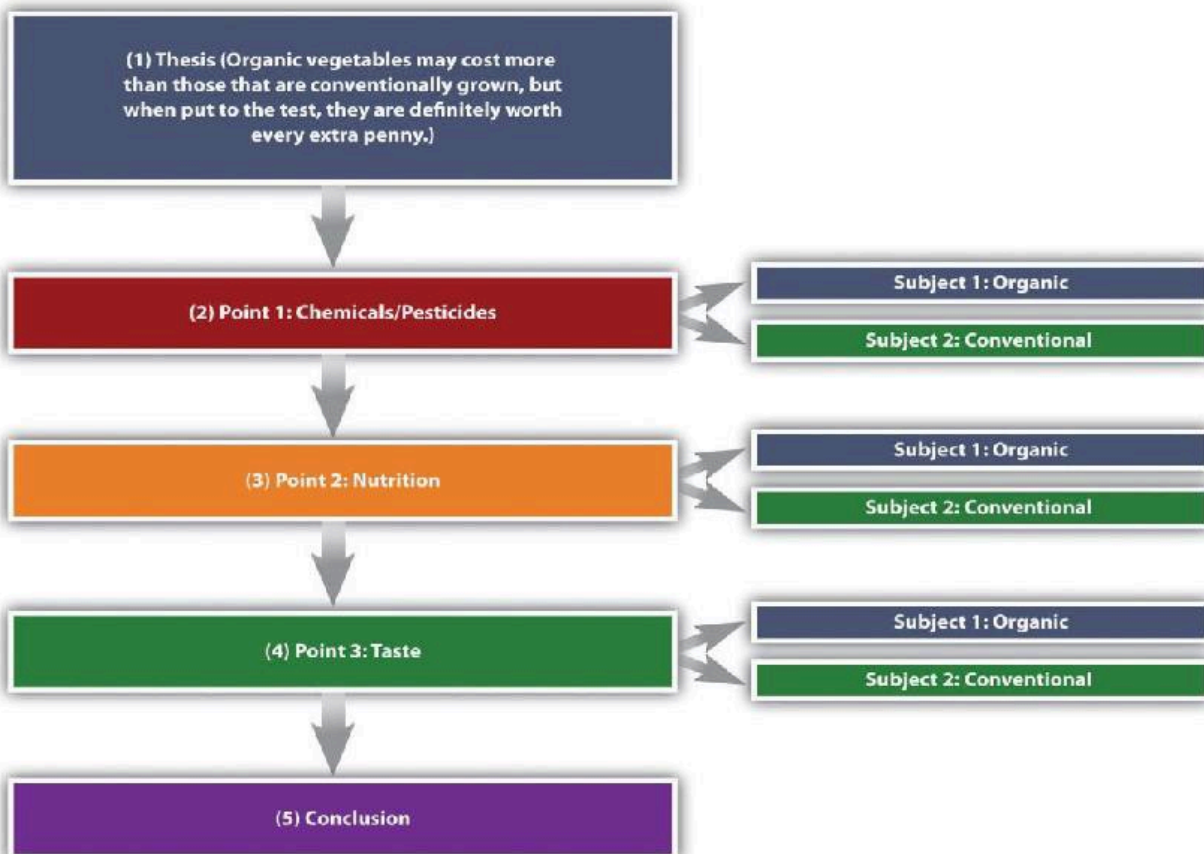 (1) Thesis (Organic vegetables may cost more
than those that are conventionally grown, but
when put to the test, they are definitely worth
every extra penny.)
(2) Point 1: Chemicals/Pesticides
Subject 1: Organic
Subject 2: Conventional
(3) Point 2: Nutrition
Subject 1: Organic
Subject 2: Conventional
(4) Point 3: Taste
Subject 1: Organic
Subject 2: Conventional
(5) Conclusion